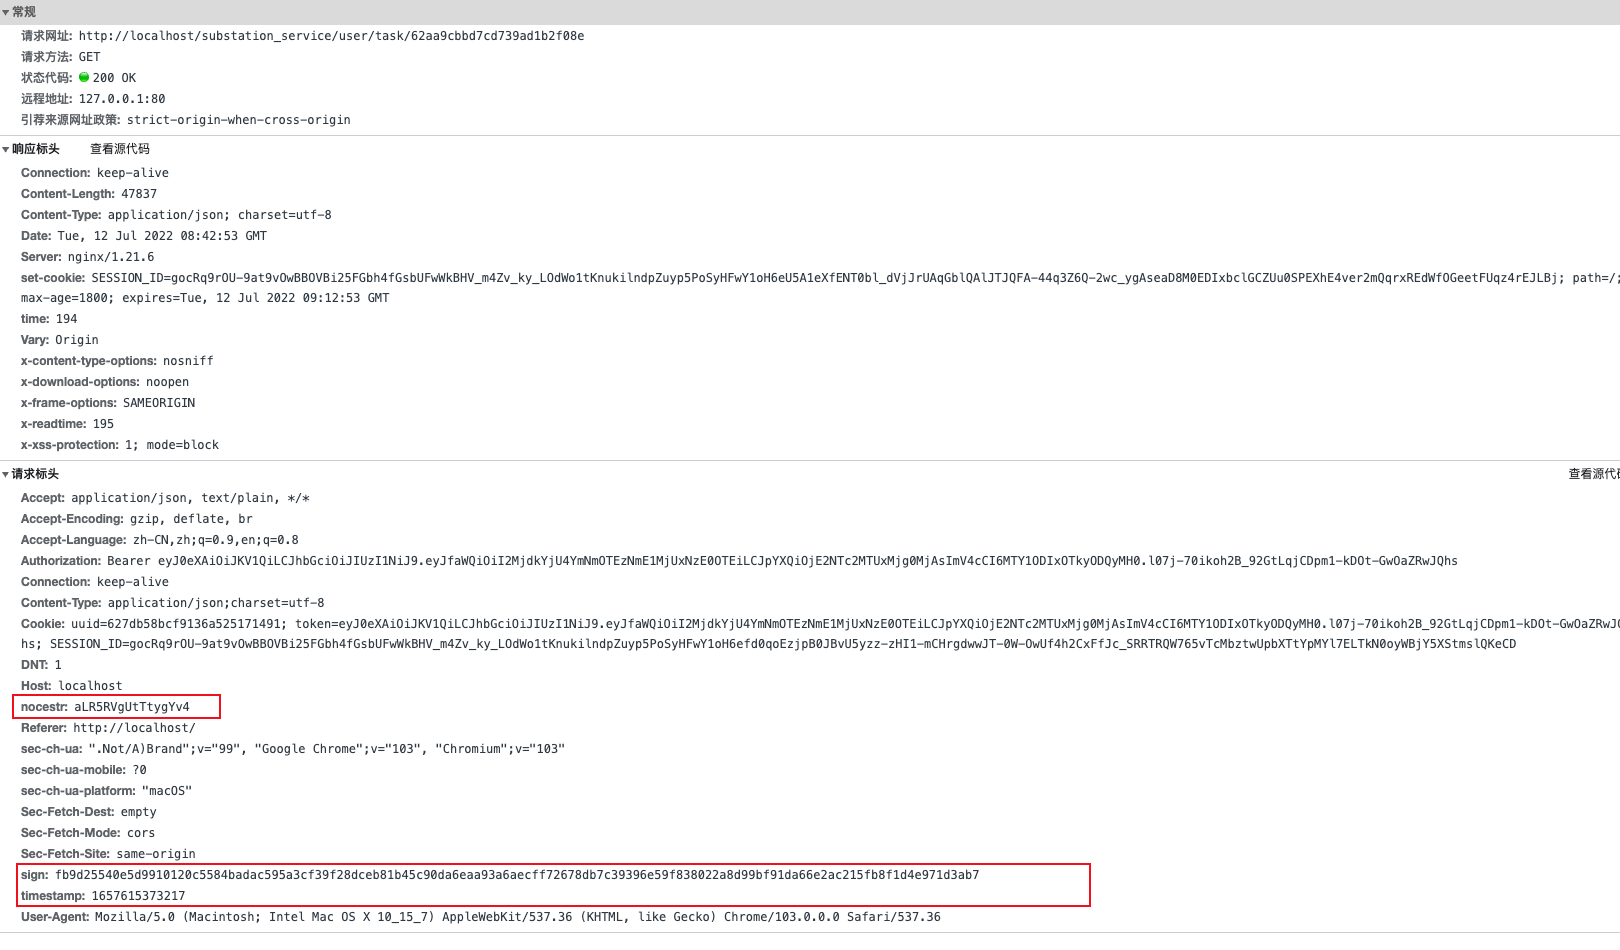 常规
请求网址: http://localhost/substation_service/user/task/62aa9cbbd7cd739ad1b2f08e
请求方法: GET
状态代码: 200 OK
远程地址: 127.0.0.1:80
引荐来源网址政策: strict-origin-when-cross-origin
响应标头 查看源代码
Connection: keep-alive
Content-Length: 47837
Content-Type: application/json; charset=utf-8
Date: Tue, 12 Jul 2022 08:42:53 GMT
Server: nginx/1.21.6
set-cookie: SESSION_ID=gocRq9rOU-9at9vOwBBOVBi25FGbh4fGsbUFwWkBHV_m4Zv_ky_LOdWo1tKnukilndpZuyp5PoSyHFwY1oH6eU5A1eXfENT0bl_dVjJrUAqGblQAlJTJQFA-44q3Z6Q-2wc_ygAseaD8M0EDIxbclGCZUu0SPEXhE4ver2mQqrxREdWfOGeetFUqz4rEJLBj; path=/;
max-age=1800; expires=Tue, 12 Jul 2022 09:12:53 GMT
time: 194
Vary: Origin
x-content-type-options: nosniff
x-download-options: noopen
x-frame-options: SAMEORIGIN
x-readtime: 195
x-xss-protection: 1; mode=block
请求标头 查看源代码
Accept: application/json, text/plain, */*
Accept-Encoding: gzip, deflate, br
Accept-Language: zh-CN,zh;q=0.9,en;q=0.8
Authorization: Bearer eyJ0eXAiOiJKV1QiLCJhbGciOiJIUzI1NiJ9.eyJfaWQiOiI2MjdkYjU4YmNmOTEzNmE1MjUxNzE0OTEiLCJpYXQiOjE2NTc2MTUxMjg0MjAsImV4cCI6MTY1ODIxOTkyODQyMH0.l07j-70ikoh2B_92GtLqjCDpm1-kDOt-GwOaZRwJQhs
Connection: keep-alive
Content-Type: application/json;charset=utf-8
Cookie: uuid=627db58bcf9136a525171491; token=eyJ0eXAiOiJKV1QiLCJhbGciOiJIUzI1NiJ9.eyJfaWQiOiI2MjdkYjU4YmNmOTEzNmE1MjUxNzE0OTEiLCJpYXQiOjE2NTc2MTUxMjg0MjAsImV4cCI6MTY1ODIxOTkyODQyMH0.l07j-70ikoh2B_92GtLqjCDpm1-kDOt-GwOaZRwJQ
hs; SESSION_ID=gocRq9rOU-9at9vOwBBOVBi25FGbh4fGsbUFwWkBHV_m4Zv_ky_LOdWo1tKnukilndpZuyp5PoSyHFwY1oH6efd0qoEzjpB0JBvU5yzz-zHI1-mCHrgdwwJT-0W-OwUf4h2CxFfJc_SRRTRQW765vTcMbztwUpbXTtYpMYl7ELTkN0oyWBjY5XStmslQKeCD
DNT: 1
Host: localhost
nocestr: aLR5RVgUtTtygYv4
Referer: http://localhost/
sec-ch-ua: ".Not/A)Brand";v="99", "Google Chrome";v="103", "Chromium";v="103"
sec-ch-ua-mobile: ?0
sec-ch-ua-platform: "macOS"
Sec-Fetch-Dest: empty
Sec-Fetch-Mode: cors
Sec-Fetch-Site: same-origin
sign: fb9d25540e5d9910120c5584badac595a3cf39f28dceb81b45c90da6eaa93a6aecff72678db7c39396e59f838022a8d99bf91da66e2ac215fb8f1d4e971d3ab7
timestamp: 1657615373217
User-Agent: Mozilla/5.0 (Macintosh; Intel Mac OS X 10_15_7) AppleWebKit/537.36 (KHTML, like Gecko) Chrome/103.0.0.0 Safari/537.36